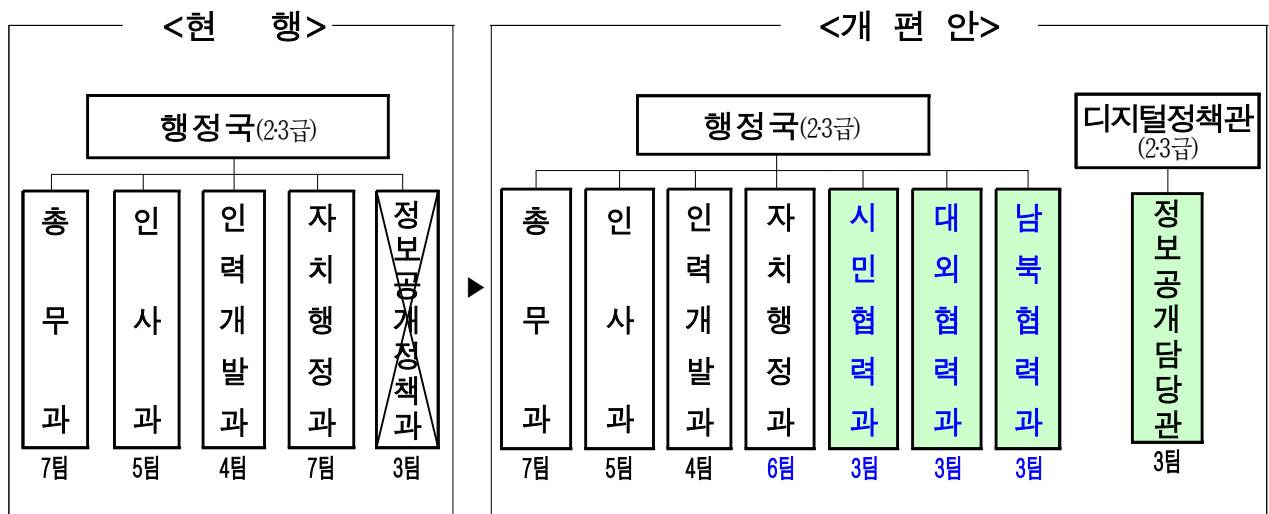 <현 행>
행정국(2·3급)
총무과
인사과
인력개발과
자치행정과
정보공개정책과
7팀
5팀
4팀
7팀
3팀
▶
<개 편 안>
행정국(2·3급)
디지털정책관
(2·3급)
총무과
인사과
인력개발과
자치행정과
시민협력과
대외협력과
남북협력과
정보공개담당관
7팀
5팀
4팀
6팀
3팀
3팀
3팀
3팀